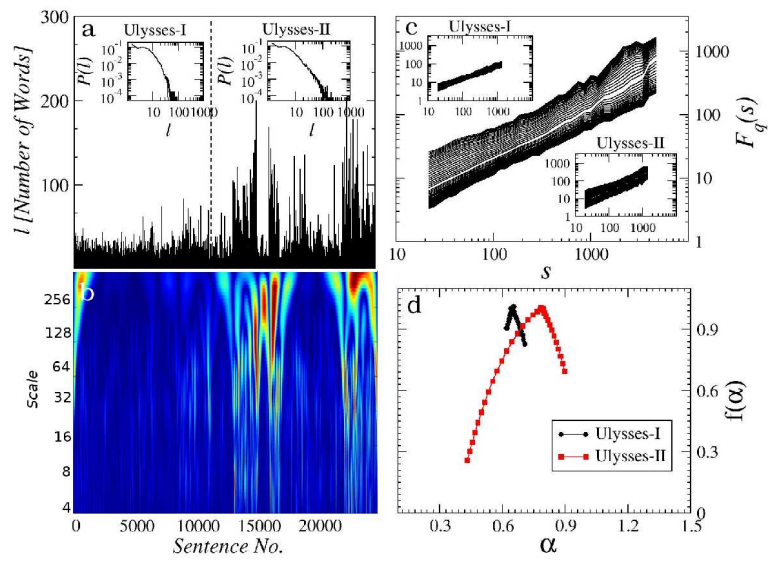 a
Ulysses-I
Ulysses-II
P(l)
10^-1
10^-2
10^-3
10^-4
10 100 1000
l
P(l)
10^-1
10^-2
10^-3
10^-4
10 100 1000
l
l [Number of Words]
300
200
100
c
Ulysses-I
1000
100
10
1
10 100 1000
Ulysses-II
1000
100
10
1
10 100 1000
1000
100
10
1
F_q(s)
10 100 1000
s
b
256
128
64
32
16
8
4
Scale
0 5000 10000 15000 20000
Sentence No.
d
0.9
0.6
0.3
0
f(α)
Ulysses-I
Ulysses-II
0.3 0.6 0.9 1.2 1.5
α